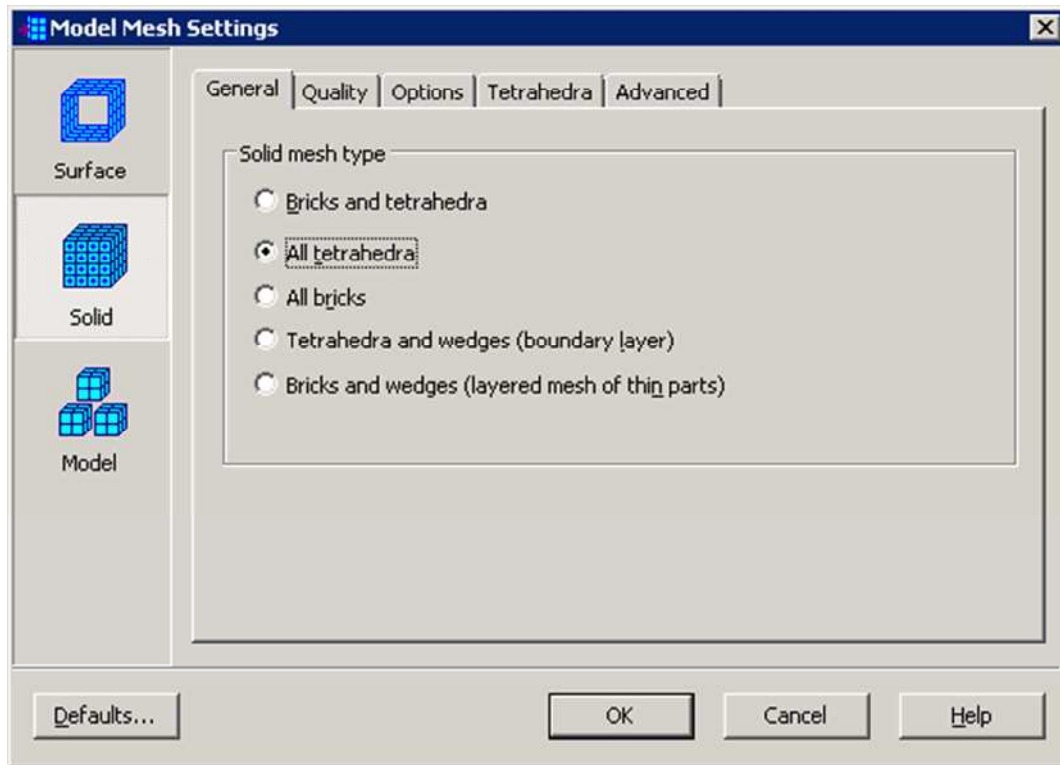 Model Mesh Settings
Surface
Solid
Model
General Quality Options Tetrahedra Advanced
Solid mesh type
Bricks and tetrahedra
All tetrahedra
All bricks
Tetrahedra and wedges (boundary layer)
Bricks and wedges (layered mesh of thin parts)
Defaults... OK Cancel Help